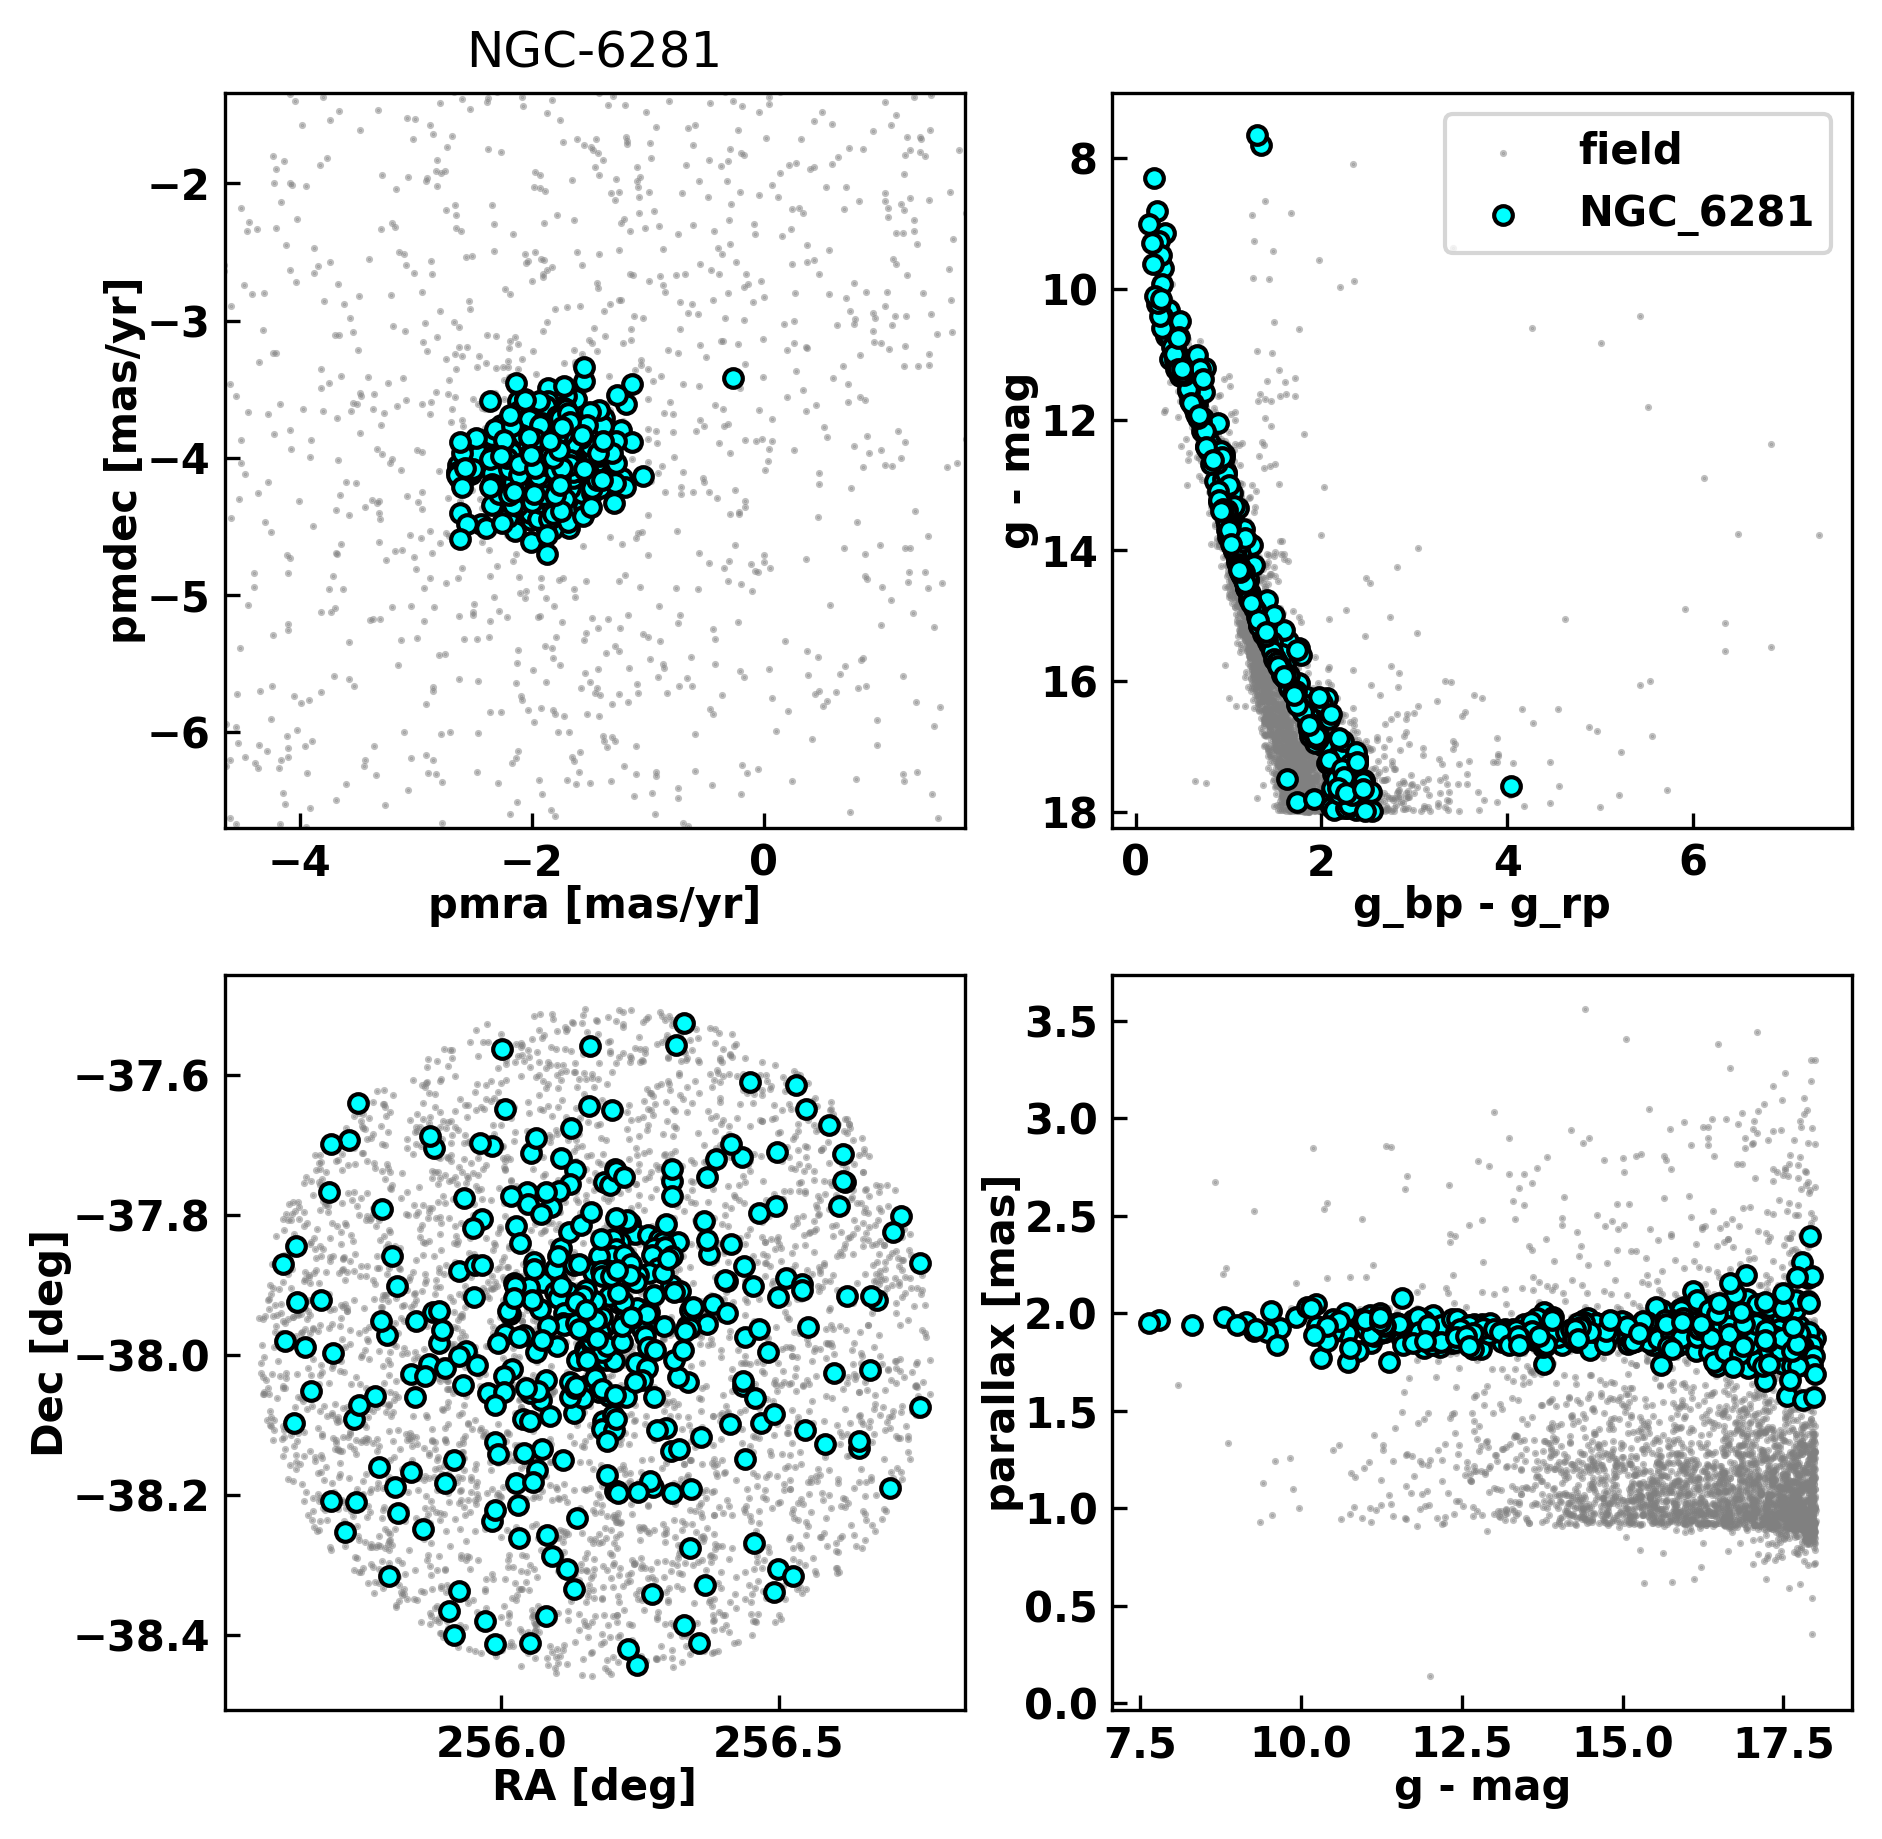 NGC-6281
−2
−3
−4
−5
−6
pmdec [mas/yr]
−4 −2 0
pmra [mas/yr]
field
NGC_6281
8
10
12
14
16
18
g - mag
0 2 4 6
g_bp - g_rp
−37.6
−37.8
−38.0
−38.2
−38.4
Dec [deg]
256.0 256.5
RA [deg]
3.5
3.0
2.5
2.0
1.5
1.0
0.5
0.0
parallax [mas]
7.5 10.0 12.5 15.0 17.5
g - mag